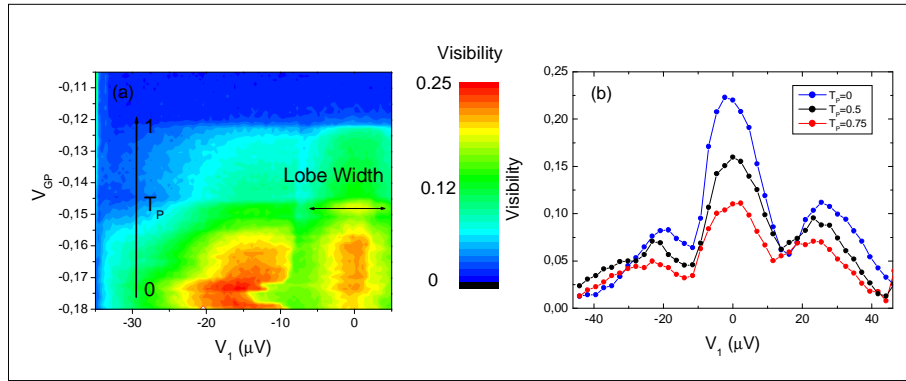 (a)
1
T_P
0
Lobe Width
V_GP
-0,11
-0,12
-0,13
-0,14
-0,15
-0,16
-0,17
-0,18
-30
-20
-10
0
V_1 (μV)
Visibility
0.25
0.12
0
(b)
T_P=0
T_P=0.5
T_P=0.75
Visibility
0,25
0,20
0,15
0,10
0,05
0,00
-40
-20
0
20
40
V_1 (μV)